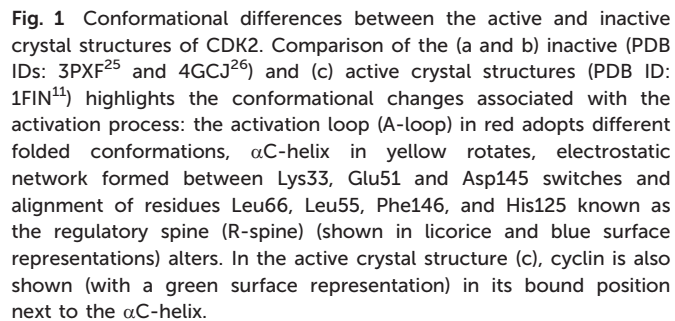 Fig. 1 Conformational differences between the active and inactive
crystal structures of CDK2. Comparison of the (a and b) inactive (PDB
IDs: 3PXF25 and 4GCJ26) and (c) active crystal structures (PDB ID:
1FIN11) highlights the conformational changes associated with the
activation process: the activation loop (A-loop) in red adopts different
folded conformations, αC-helix in yellow rotates, electrostatic
network formed between Lys33, Glu51 and Asp145 switches and
alignment of residues Leu66, Leu55, Phe146, and His125 known as
the regulatory spine (R-spine) (shown in licorice and blue surface
representations) alters. In the active crystal structure (c), cyclin is also
shown (with a green surface representation) in its bound position
next to the αC-helix.